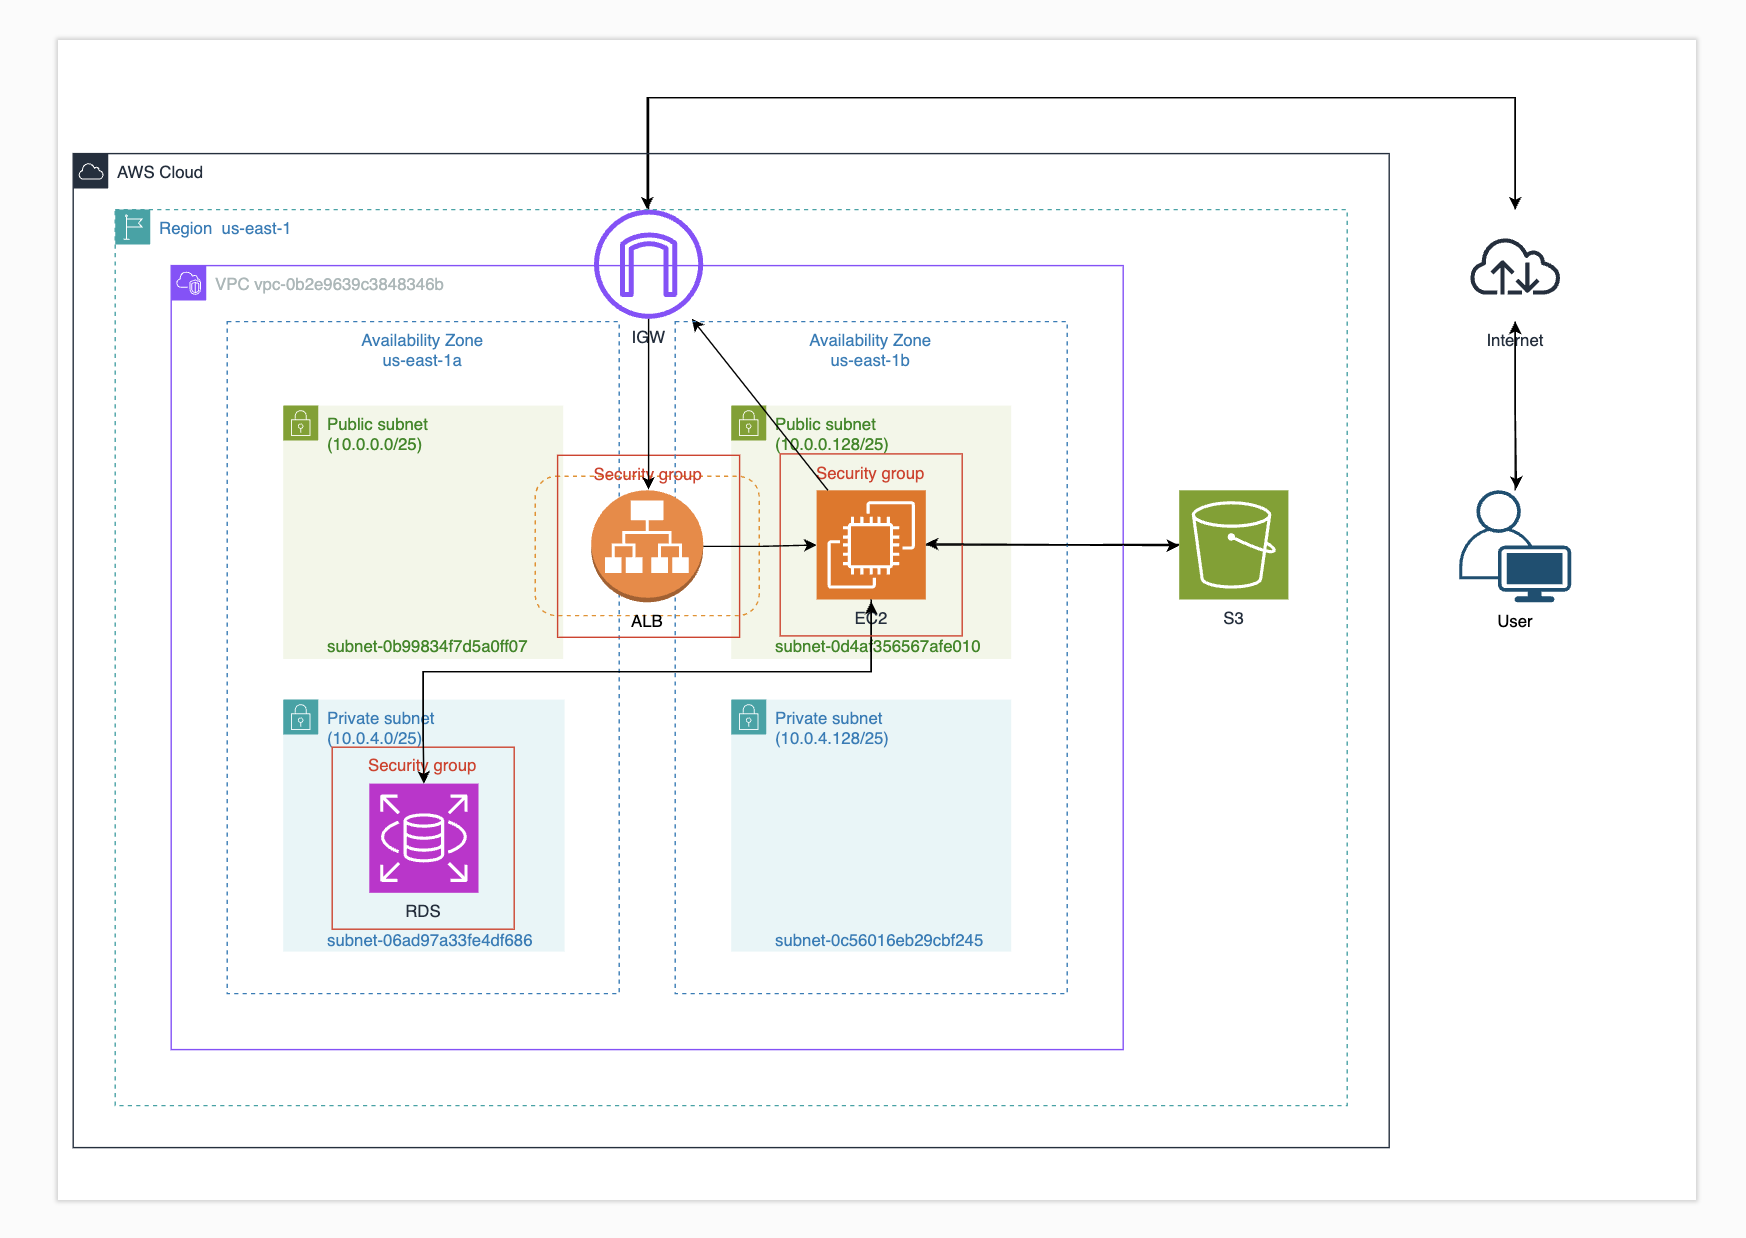 AWS Cloud
Region us-east-1
VPC vpc-0b2e9639c3848346b
IGW
Availability Zone
us-east-1a
Availability Zone
us-east-1b
Internet
Public subnet
(10.0.0.0/25)
Public subnet
(10.0.0.128/25)
Security group
Security group
ALB
EC2
S3
User
subnet-0b99834f7d5a0ff07
subnet-0d4af356567afe010
Private subnet
(10.0.4.0/25)
Private subnet
(10.0.4.128/25)
Security group
RDS
subnet-06ad97a33fe4df686
subnet-0c56016eb29cbf245